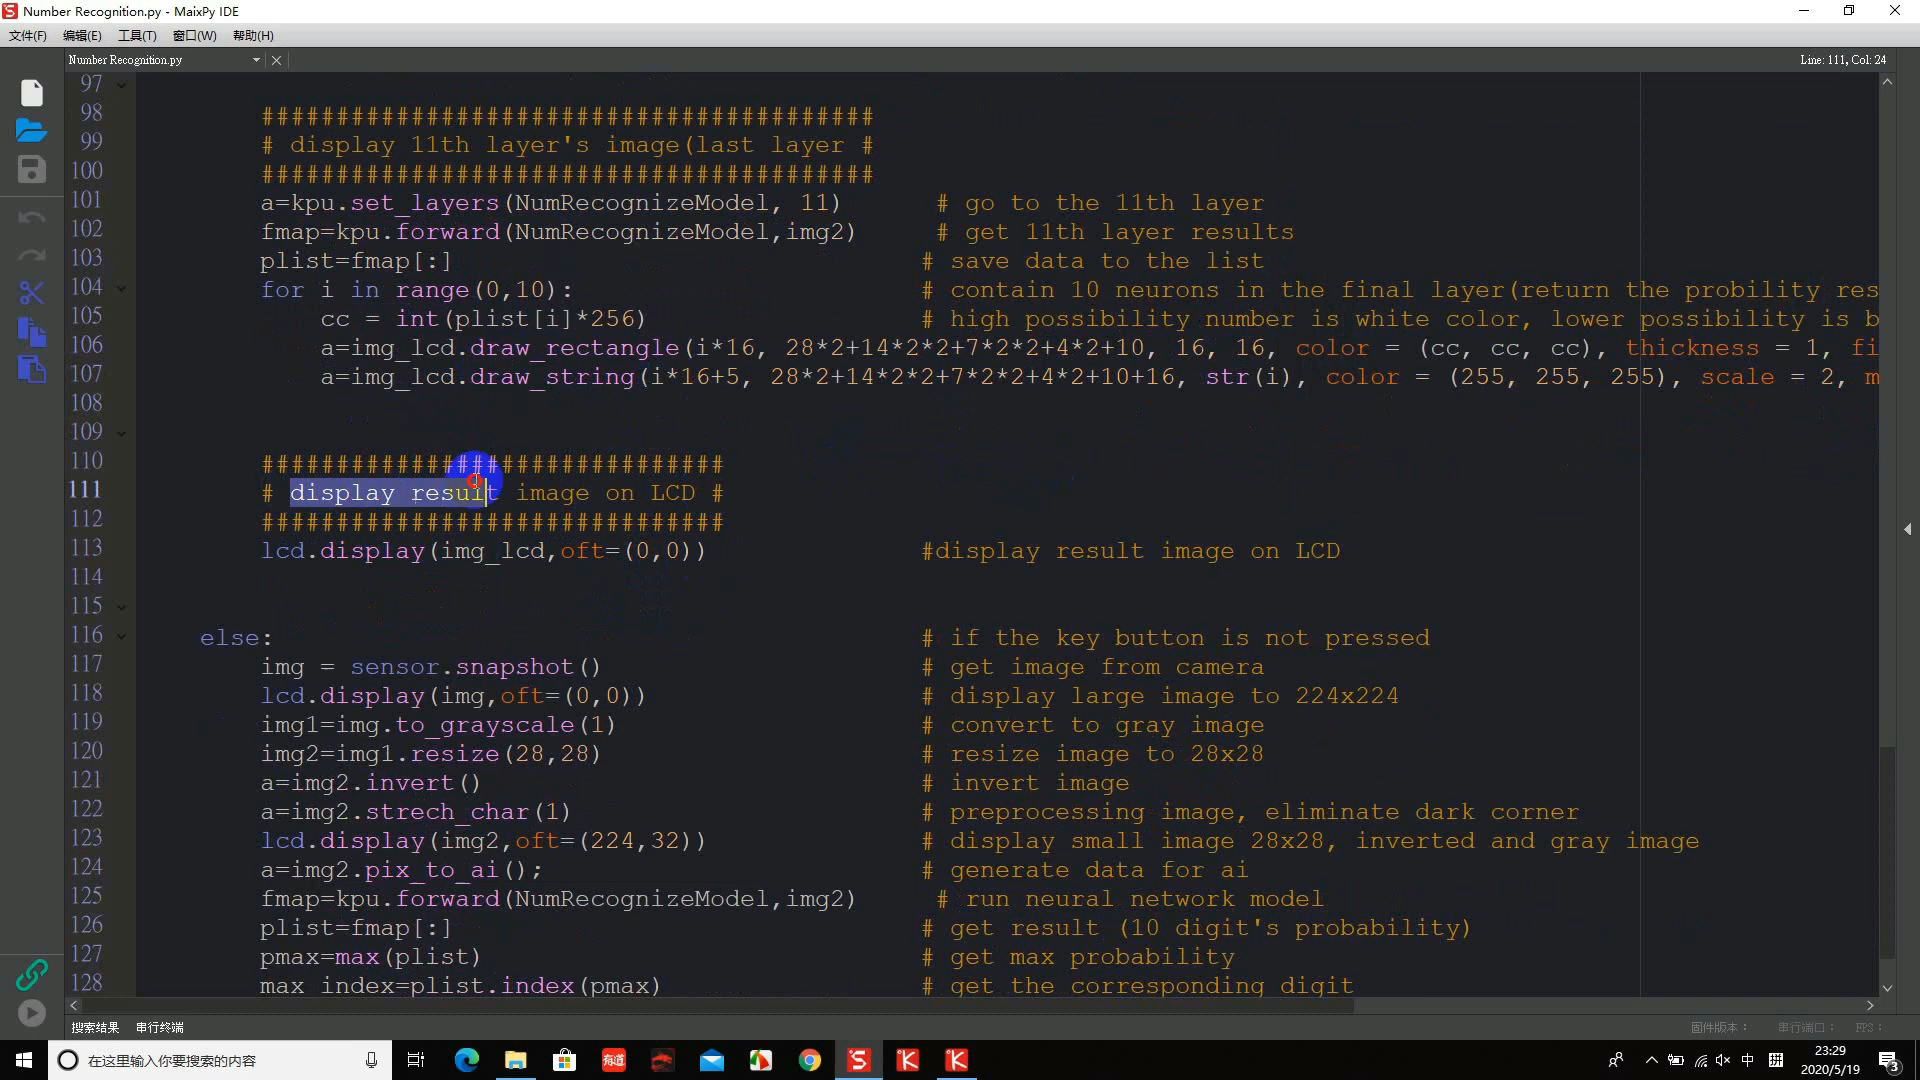 Number Recognition.py - MaixPy IDE
文件(F) 编辑(E) 工具(T) 窗口(W) 帮助(H)
Number Recognition.py Line: 111, Col: 24
97
98 #########################################
99 # display 11th layer's image(last layer #
100 #########################################
101 a=kpu.set_layers(NumRecognizeModel, 11) # go to the 11th layer
102 fmap=kpu.forward(NumRecognizeModel,img2) # get 11th layer results
103 plist=fmap[:] # save data to the list
104 for i in range(0,10): # contain 10 neurons in the final layer(return the probility res
105 cc = int(plist[i]*256) # high possibility number is white color, lower possibility is b
106 a=img_lcd.draw_rectangle(i*16, 28*2+14*2*2+7*2*2+4*2+10, 16, 16, color = (cc, cc, cc), thickness = 1, fi
107 a=img_lcd.draw_string(i*16+5, 28*2+14*2*2+7*2*2+4*2+10+16, str(i), color = (255, 255, 255), scale = 2, m
108
109
110 ###############################
111 # display result image on LCD #
112 ###############################
113 lcd.display(img_lcd,oft=(0,0)) #display result image on LCD
114
115
116 else: # if the key button is not pressed
117 img = sensor.snapshot() # get image from camera
118 lcd.display(img,oft=(0,0)) # display large image to 224x224
119 img1=img.to_grayscale(1) # convert to gray image
120 img2=img1.resize(28,28) # resize image to 28x28
121 a=img2.invert() # invert image
122 a=img2.strech_char(1) # preprocessing image, eliminate dark corner
123 lcd.display(img2,oft=(224,32)) # display small image 28x28, inverted and gray image
124 a=img2.pix_to_ai(); # generate data for ai
125 fmap=kpu.forward(NumRecognizeModel,img2) # run neural network model
126 plist=fmap[:] # get result (10 digit's probability)
127 pmax=max(plist) # get max probability
128 max_index=plist.index(pmax) # get the corresponding digit
搜索结果 串行终端 固件版本： 串行端口： FPS：
在这里输入你要搜索的内容 有道 中 23:29
2020/5/19 3